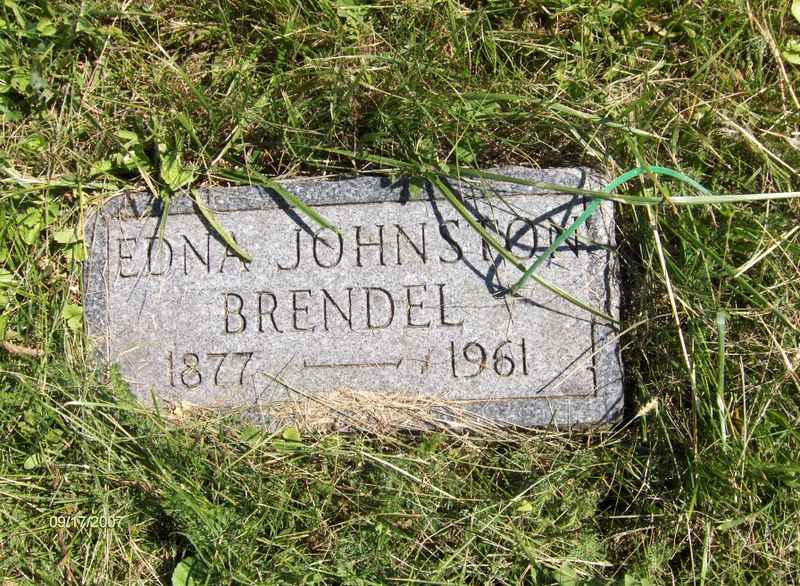 EDNA JOHNSTON
BRENDEL
1877 — 1961
09/17/2007